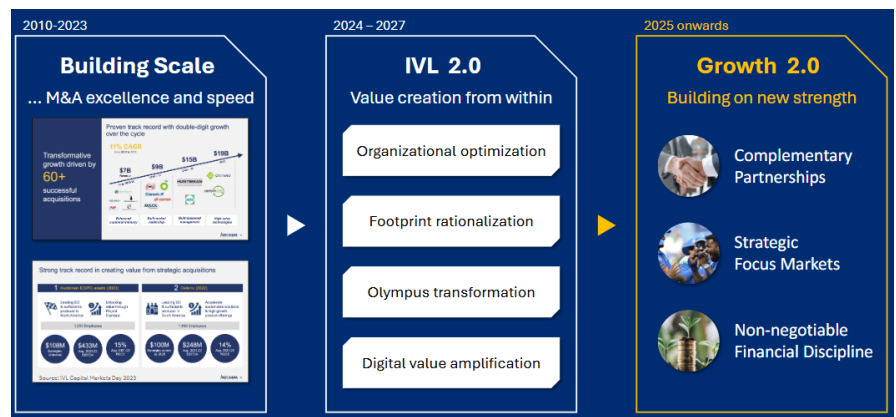 2010-2023
Building Scale
... M&A excellence and speed
Proven track record with double-digit growth
over the cycle
Transformative
growth driven by
60+
successful
acquisitions
11% CAGR
$7B
$9B
$15B
$19B
HUNTSMAN
Strong track record in creating value from strategic acquisitions
1
2
$108M
$433M
15%
$100M
$248M
14%
Source: IVL Capital Markets Day 2023
2024 – 2027
IVL 2.0
Value creation from within
Organizational optimization
Footprint rationalization
Olympus transformation
Digital value amplification
2025 onwards
Growth 2.0
Building on new strength
Complementary
Partnerships
Strategic
Focus Markets
Non-negotiable
Financial Discipline